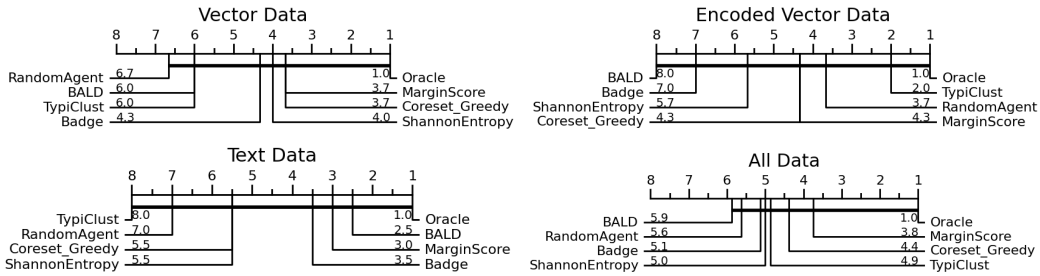 Vector Data
8 7 6 5 4 3 2 1
RandomAgent 6.7 1.0 Oracle
BALD 6.0 3.7 MarginScore
TypiClust 6.0 3.7 Coreset_Greedy
Badge 4.3 4.0 ShannonEntropy
Encoded Vector Data
8 7 6 5 4 3 2 1
BALD 8.0 1.0 Oracle
Badge 7.0 2.0 TypiClust
ShannonEntropy 5.7 3.7 RandomAgent
Coreset_Greedy 4.3 4.3 MarginScore
Text Data
8 7 6 5 4 3 2 1
TypiClust 8.0 1.0 Oracle
RandomAgent 7.0 2.5 BALD
Coreset_Greedy 5.5 3.0 MarginScore
ShannonEntropy 5.5 3.5 Badge
All Data
8 7 6 5 4 3 2 1
BALD 5.9 1.0 Oracle
RandomAgent 5.6 3.8 MarginScore
Badge 5.1 4.4 Coreset_Greedy
ShannonEntropy 5.0 4.9 TypiClust